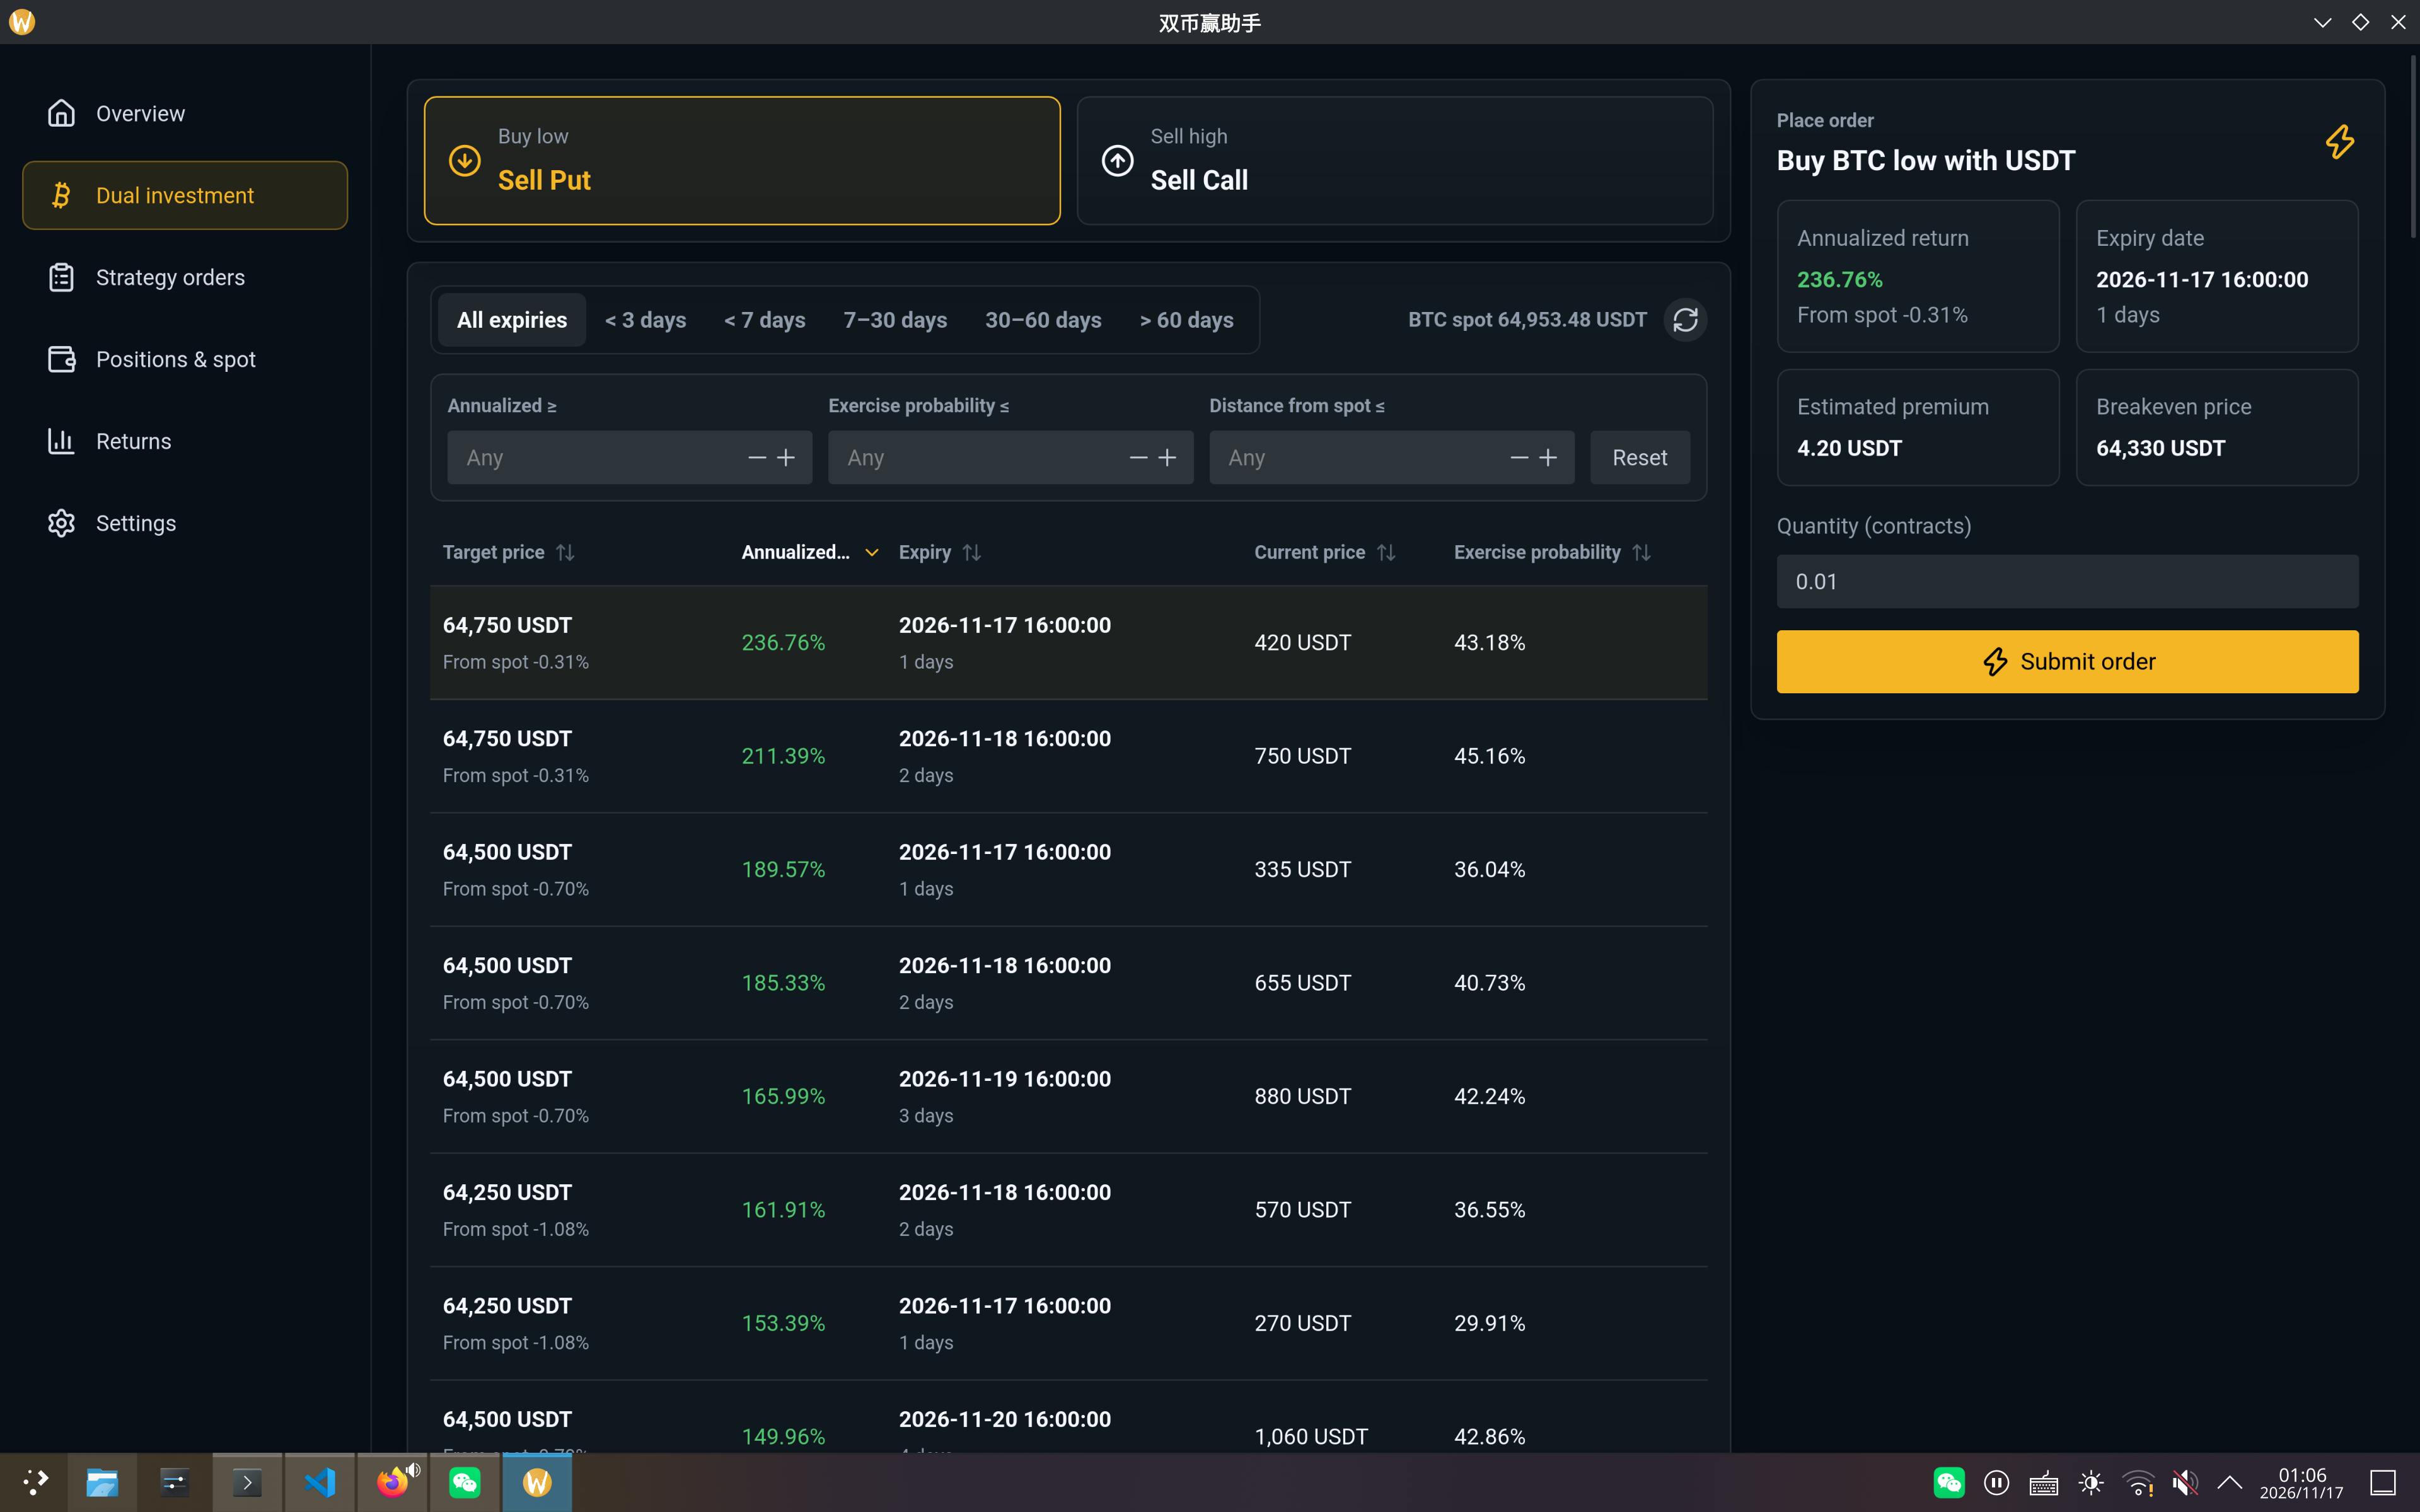 双币赢助手
Overview
Dual investment
Strategy orders
Positions & spot
Returns
Settings
Buy low
Sell Put
Sell high
Sell Call
All expiries
< 3 days
< 7 days
7–30 days
30–60 days
> 60 days
BTC spot 64,953.48 USDT
Annualized ≥
Exercise probability ≤
Distance from spot ≤
Any
Any
Any
Reset
Target price
Annualized...
Expiry
Current price
Exercise probability
64,750 USDT
From spot -0.31%
236.76%
2026-11-17 16:00:00
1 days
420 USDT
43.18%
64,750 USDT
From spot -0.31%
211.39%
2026-11-18 16:00:00
2 days
750 USDT
45.16%
64,500 USDT
From spot -0.70%
189.57%
2026-11-17 16:00:00
1 days
335 USDT
36.04%
64,500 USDT
From spot -0.70%
185.33%
2026-11-18 16:00:00
2 days
655 USDT
40.73%
64,500 USDT
From spot -0.70%
165.99%
2026-11-19 16:00:00
3 days
880 USDT
42.24%
64,250 USDT
From spot -1.08%
161.91%
2026-11-18 16:00:00
2 days
570 USDT
36.55%
64,250 USDT
From spot -1.08%
153.39%
2026-11-17 16:00:00
1 days
270 USDT
29.91%
64,500 USDT
149.96%
2026-11-20 16:00:00
1,060 USDT
42.86%
Place order
Buy BTC low with USDT
Annualized return
236.76%
From spot -0.31%
Expiry date
2026-11-17 16:00:00
1 days
Estimated premium
4.20 USDT
Breakeven price
64,330 USDT
Quantity (contracts)
0.01
Submit order
01:06
2026/11/17